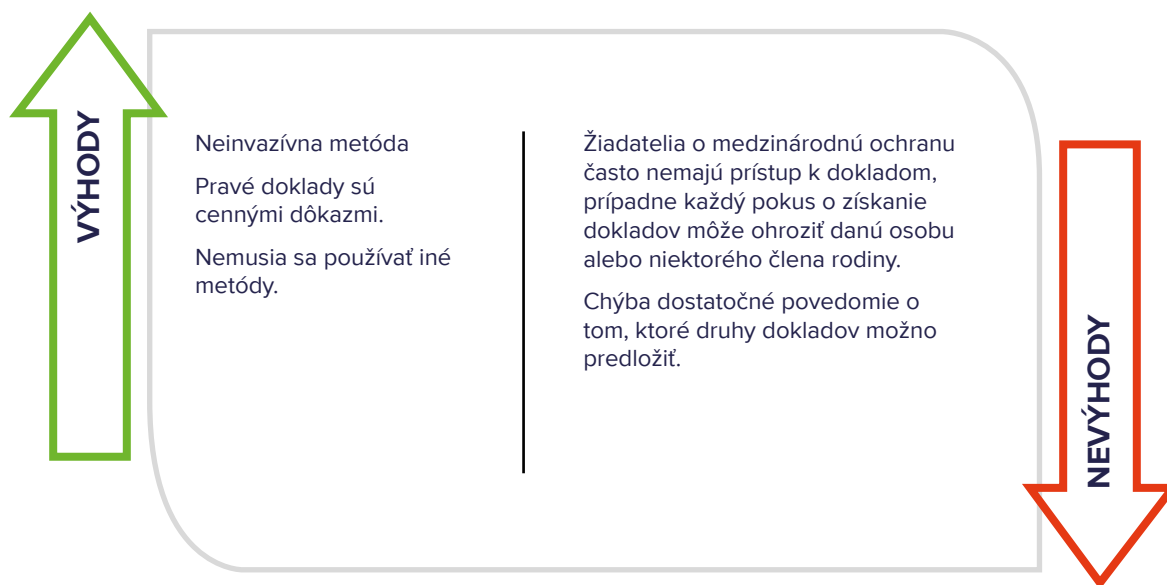 VÝHODY
Neinvazívna metóda
Pravé doklady sú
cennými dôkazmi.
Nemusia sa používať iné
metódy.
Žiadatelia o medzinárodnú ochranu
často nemajú prístup k dokladom,
prípadne každý pokus o získanie
dokladov môže ohroziť danú osobu
alebo niektorého člena rodiny.
Chýba dostatočné povedomie o
tom, ktoré druhy dokladov možno
predložiť.
NEVÝHODY